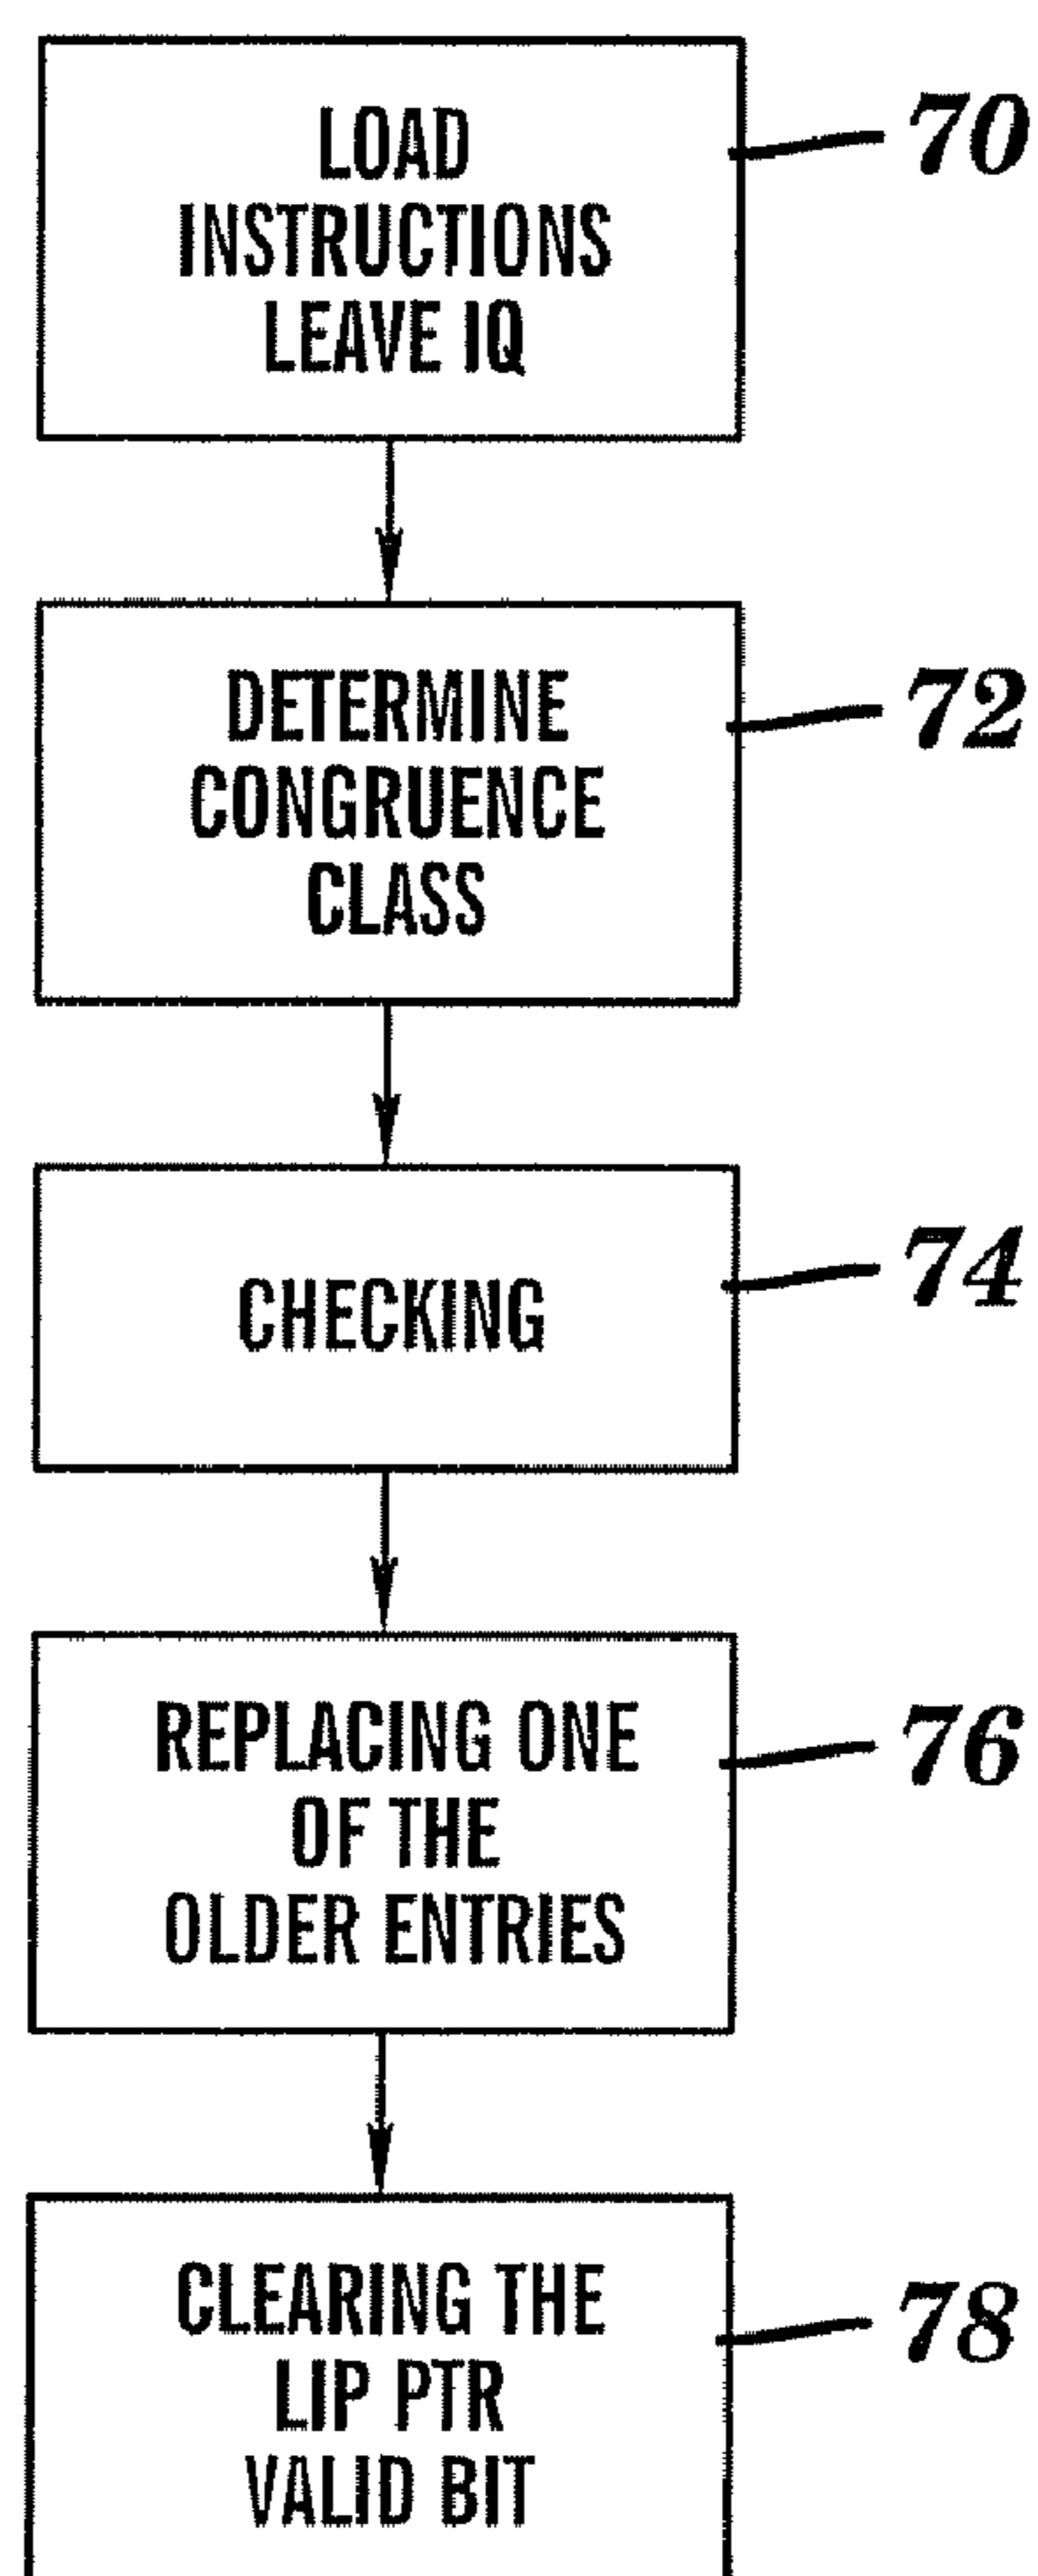 LOAD
INSTRUCTIONS
LEAVE IQ
70
DETERMINE
CONGRUENCE
CLASS
72
CHECKING
74
REPLACING ONE
OF THE
OLDER ENTRIES
76
CLEARING THE
LIP PTR
VALID BIT
78